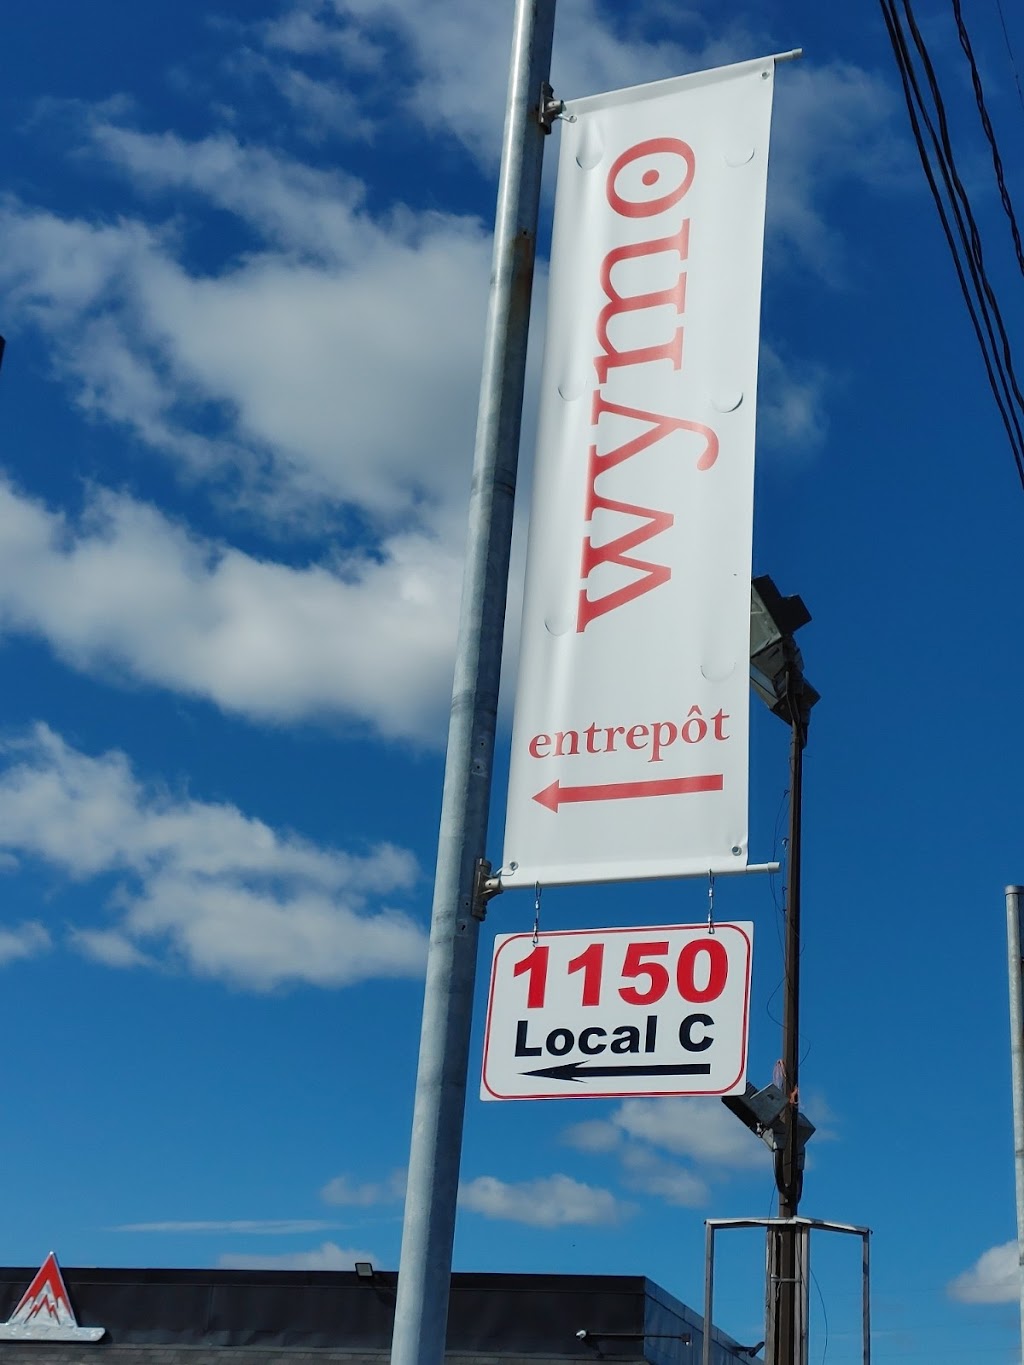 wymo
entrepôt
1150
Local C